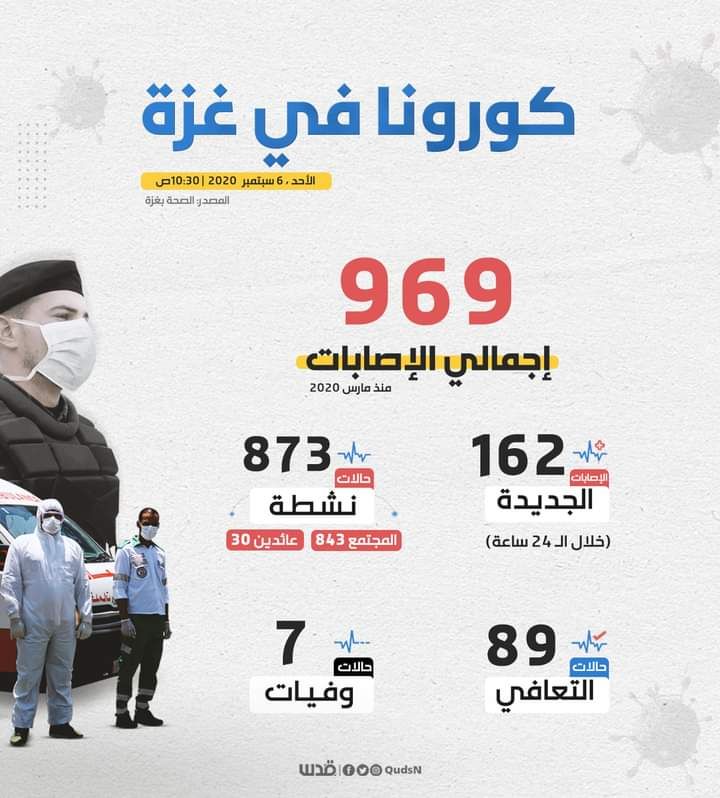 كورونا في غزة
الأحد ، 6 سبتمبر 2020 | 10:30ص
المصدر: الصحة بغزة
969
إجمالي الإصابات
منذ مارس 2020
162
الإصابات
الجديدة
(خلال الـ 24 ساعة)
873
حالات
نشطة
المجتمع 843
عائدين 30
89
حالات
التعافي
7
حالات
وفيات
قدس | QudsN